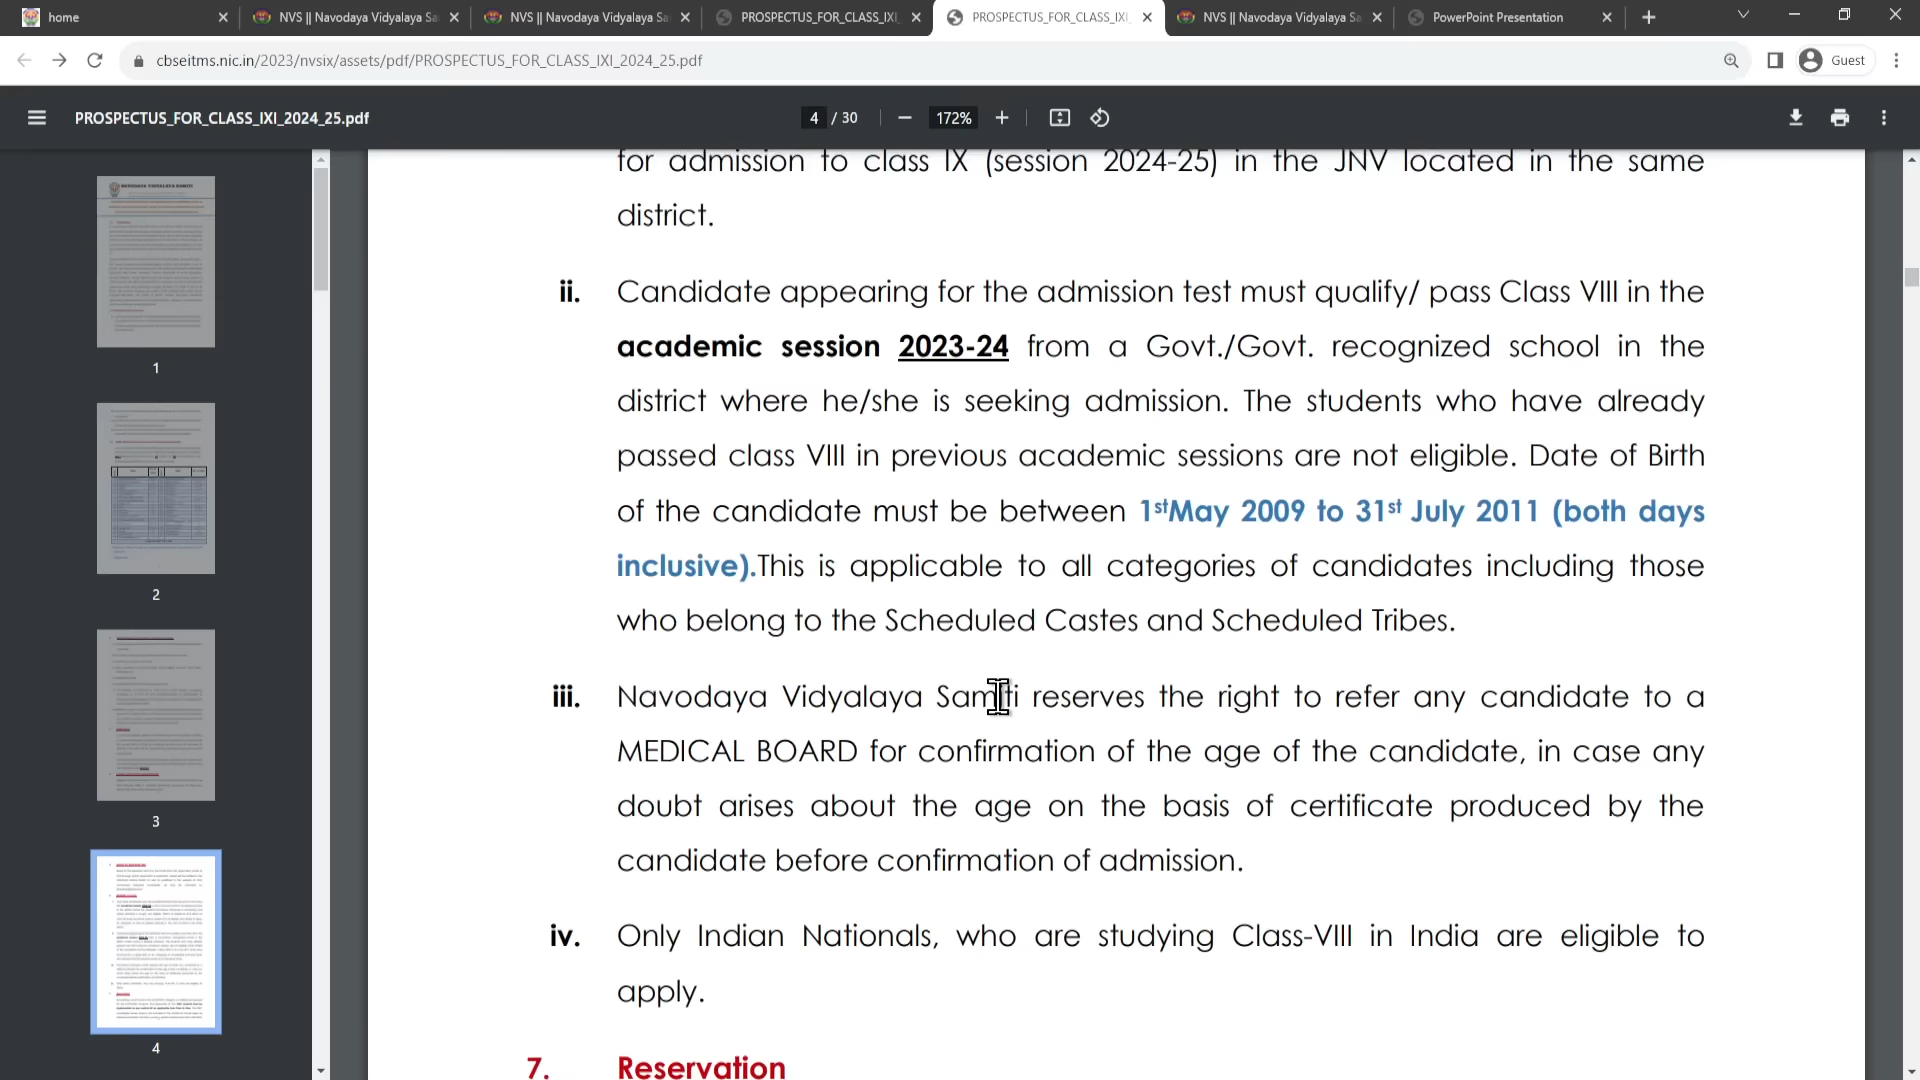 home
NVS || Navodaya Vidyalaya Sa
NVS || Navodaya Vidyalaya Sa
PROSPECTUS_FOR_CLASS_IXI_
PROSPECTUS_FOR_CLASS_IXI_
NVS || Navodaya Vidyalaya Sa
PowerPoint Presentation
cbseitms.nic.in/2023/nvsix/assets/pdf/PROSPECTUS_FOR_CLASS_IXI_2024_25.pdf
Guest
PROSPECTUS_FOR_CLASS_IXI_2024_25.pdf
4 / 30
172%
1
2
3
4
for admission to class IX (session 2024-25) in the JNV located in the same
district.
ii. Candidate appearing for the admission test must qualify/ pass Class VIII in the
academic session 2023-24 from a Govt./Govt. recognized school in the
district where he/she is seeking admission. The students who have already
passed class VIII in previous academic sessions are not eligible. Date of Birth
of the candidate must be between 1stMay 2009 to 31st July 2011 (both days
inclusive).This is applicable to all categories of candidates including those
who belong to the Scheduled Castes and Scheduled Tribes.
iii. Navodaya Vidyalaya Samiti reserves the right to refer any candidate to a
MEDICAL BOARD for confirmation of the age of the candidate, in case any
doubt arises about the age on the basis of certificate produced by the
candidate before confirmation of admission.
iv. Only Indian Nationals, who are studying Class-VIII in India are eligible to
apply.
7. Reservation